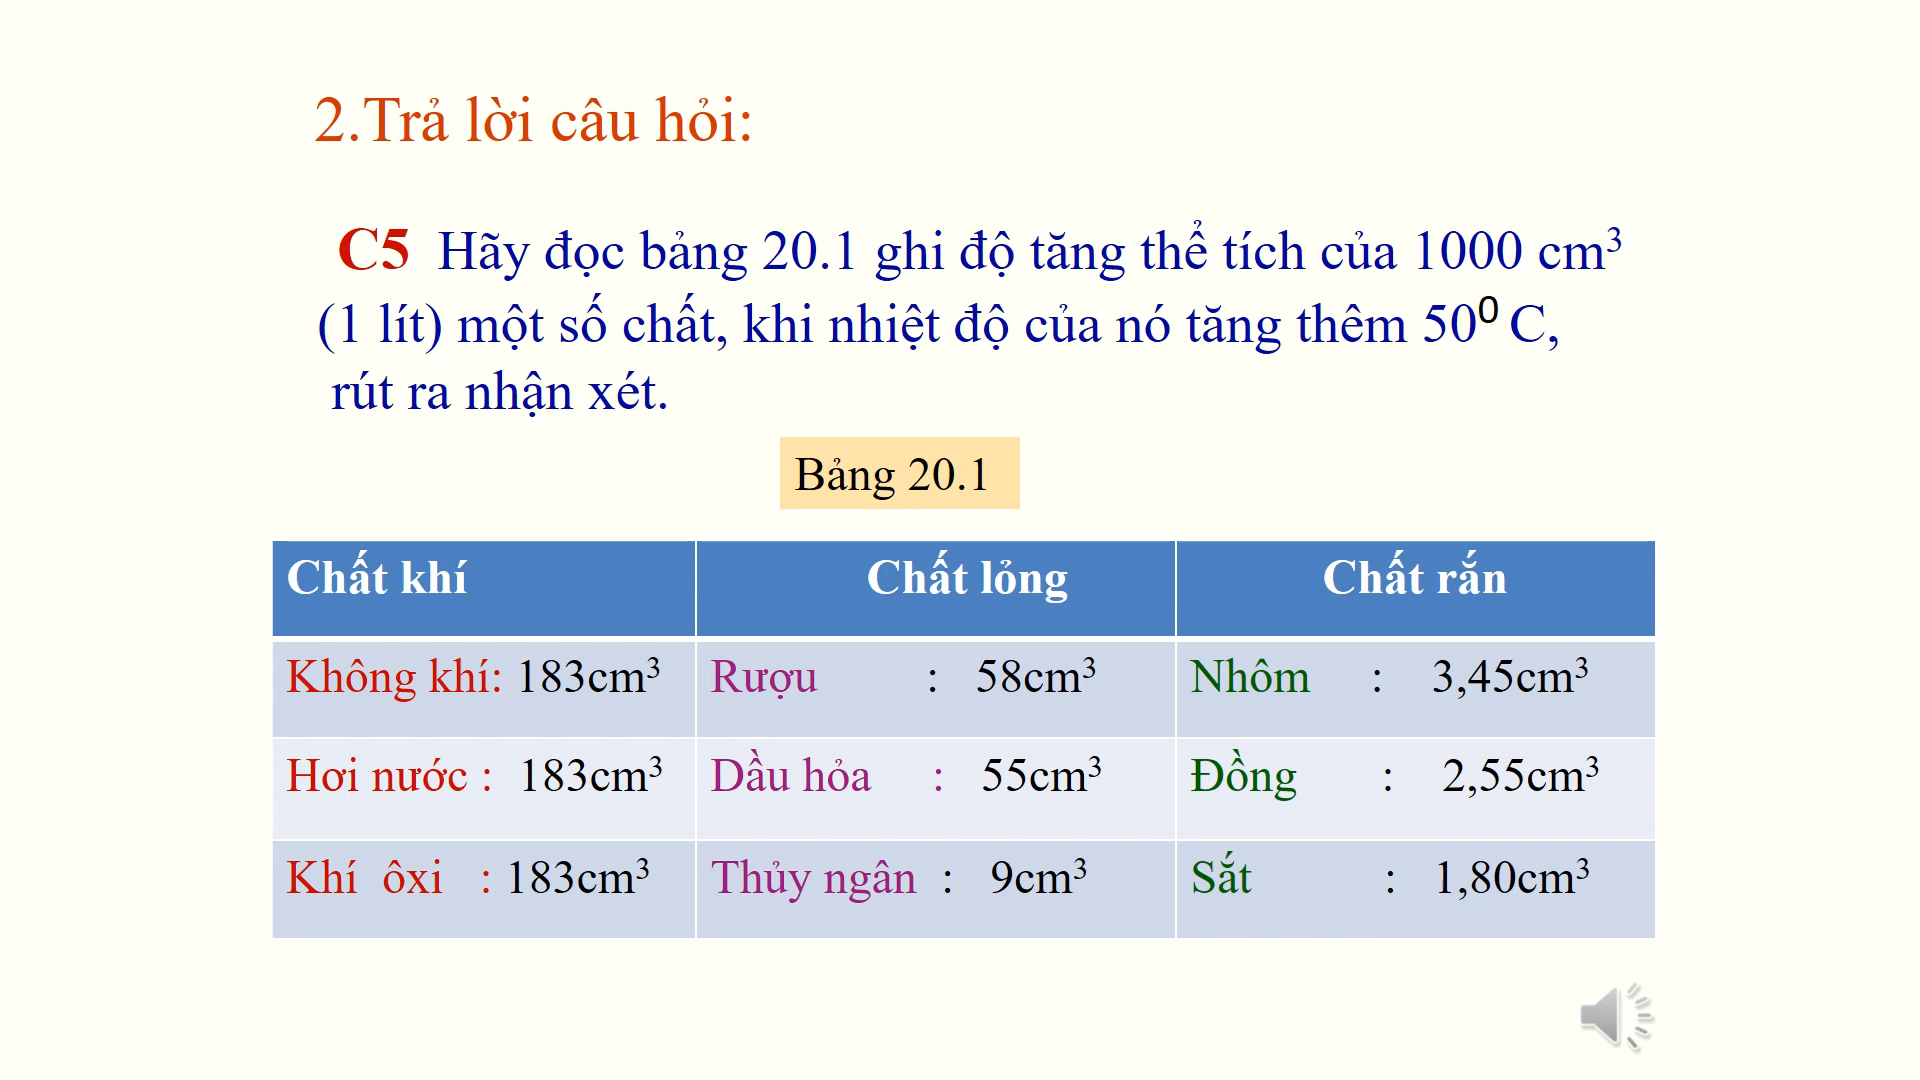 2.Trả lời câu hỏi:
C5 Hãy đọc bảng 20.1 ghi độ tăng thể tích của 1000 cm³
(1 lít) một số chất, khi nhiệt độ của nó tăng thêm 50⁰ C,
rút ra nhận xét.
Bảng 20.1
Chất khí Chất lỏng Chất rắn
Không khí: 183cm³ Rượu : 58cm³ Nhôm : 3,45cm³
Hơi nước : 183cm³ Dầu hỏa : 55cm³ Đồng : 2,55cm³
Khí ôxi : 183cm³ Thủy ngân : 9cm³ Sắt : 1,80cm³